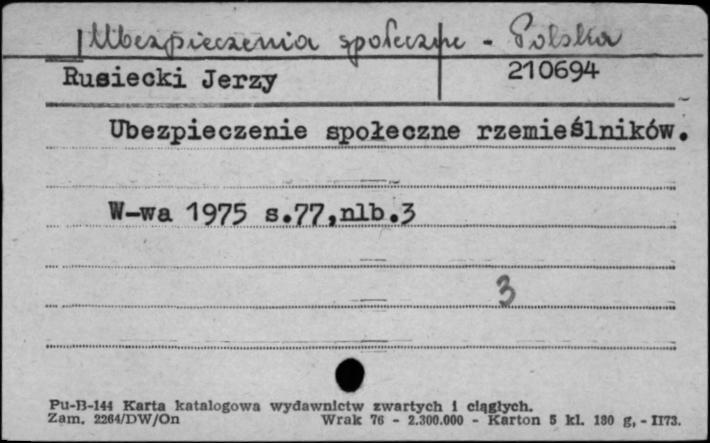 Ubezpieczenia społeczne - Polska
Rusiecki Jerzy 210694
Ubezpieczenie społeczne rzemieślników.
W-wa 1975 s.77,nlb.3
3
Pu-B-144 Karta katalogowa wydawnictw zwartych i ciągłych.
Zam. 2264/DW/On Wrak 76 - 2.300.000 - Karton 5 kl. 180 g, - II73.